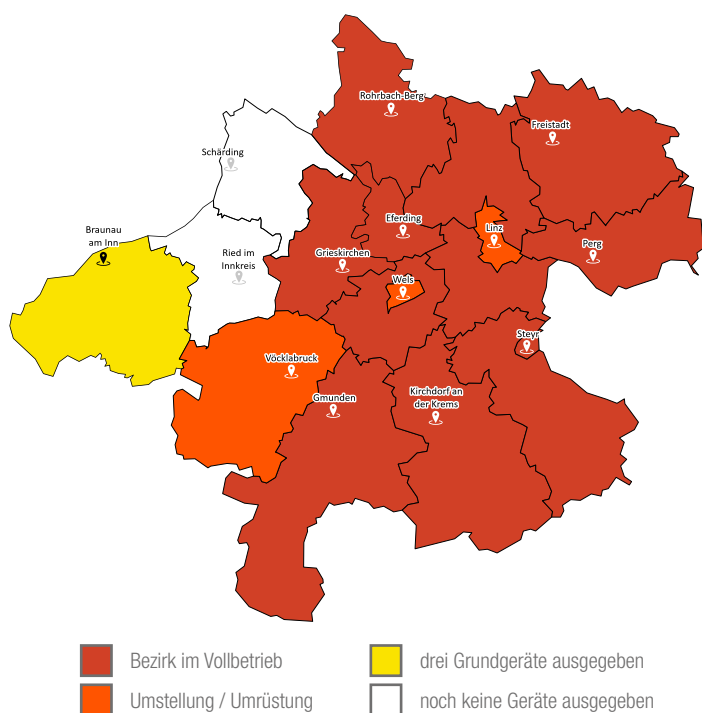 Rohrbach-Berg
Freistadt
Schärding
Braunau
am Inn
Eferding
Linz
Perg
Grieskirchen
Ried im
Innkreis
Wels
Steyr
Vöcklabruck
Gmunden
Kirchdorf an
der Krems
Bezirk im Vollbetrieb
drei Grundgeräte ausgegeben
Umstellung / Umrüstung
noch keine Geräte ausgegeben